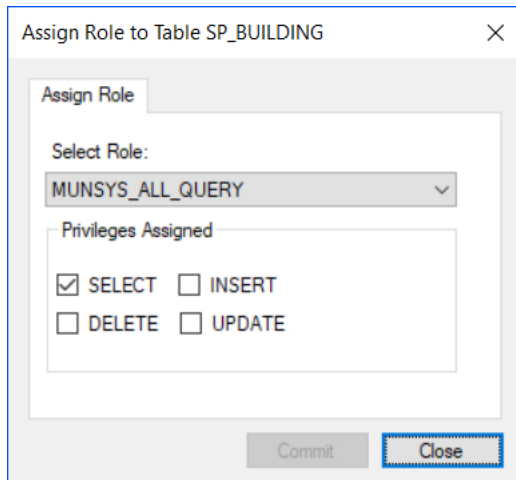 Assign Role to Table SP_BUILDING
Assign Role
Select Role:
MUNSYS_ALL_QUERY
Privileges Assigned
SELECT INSERT
DELETE UPDATE
Commit Close